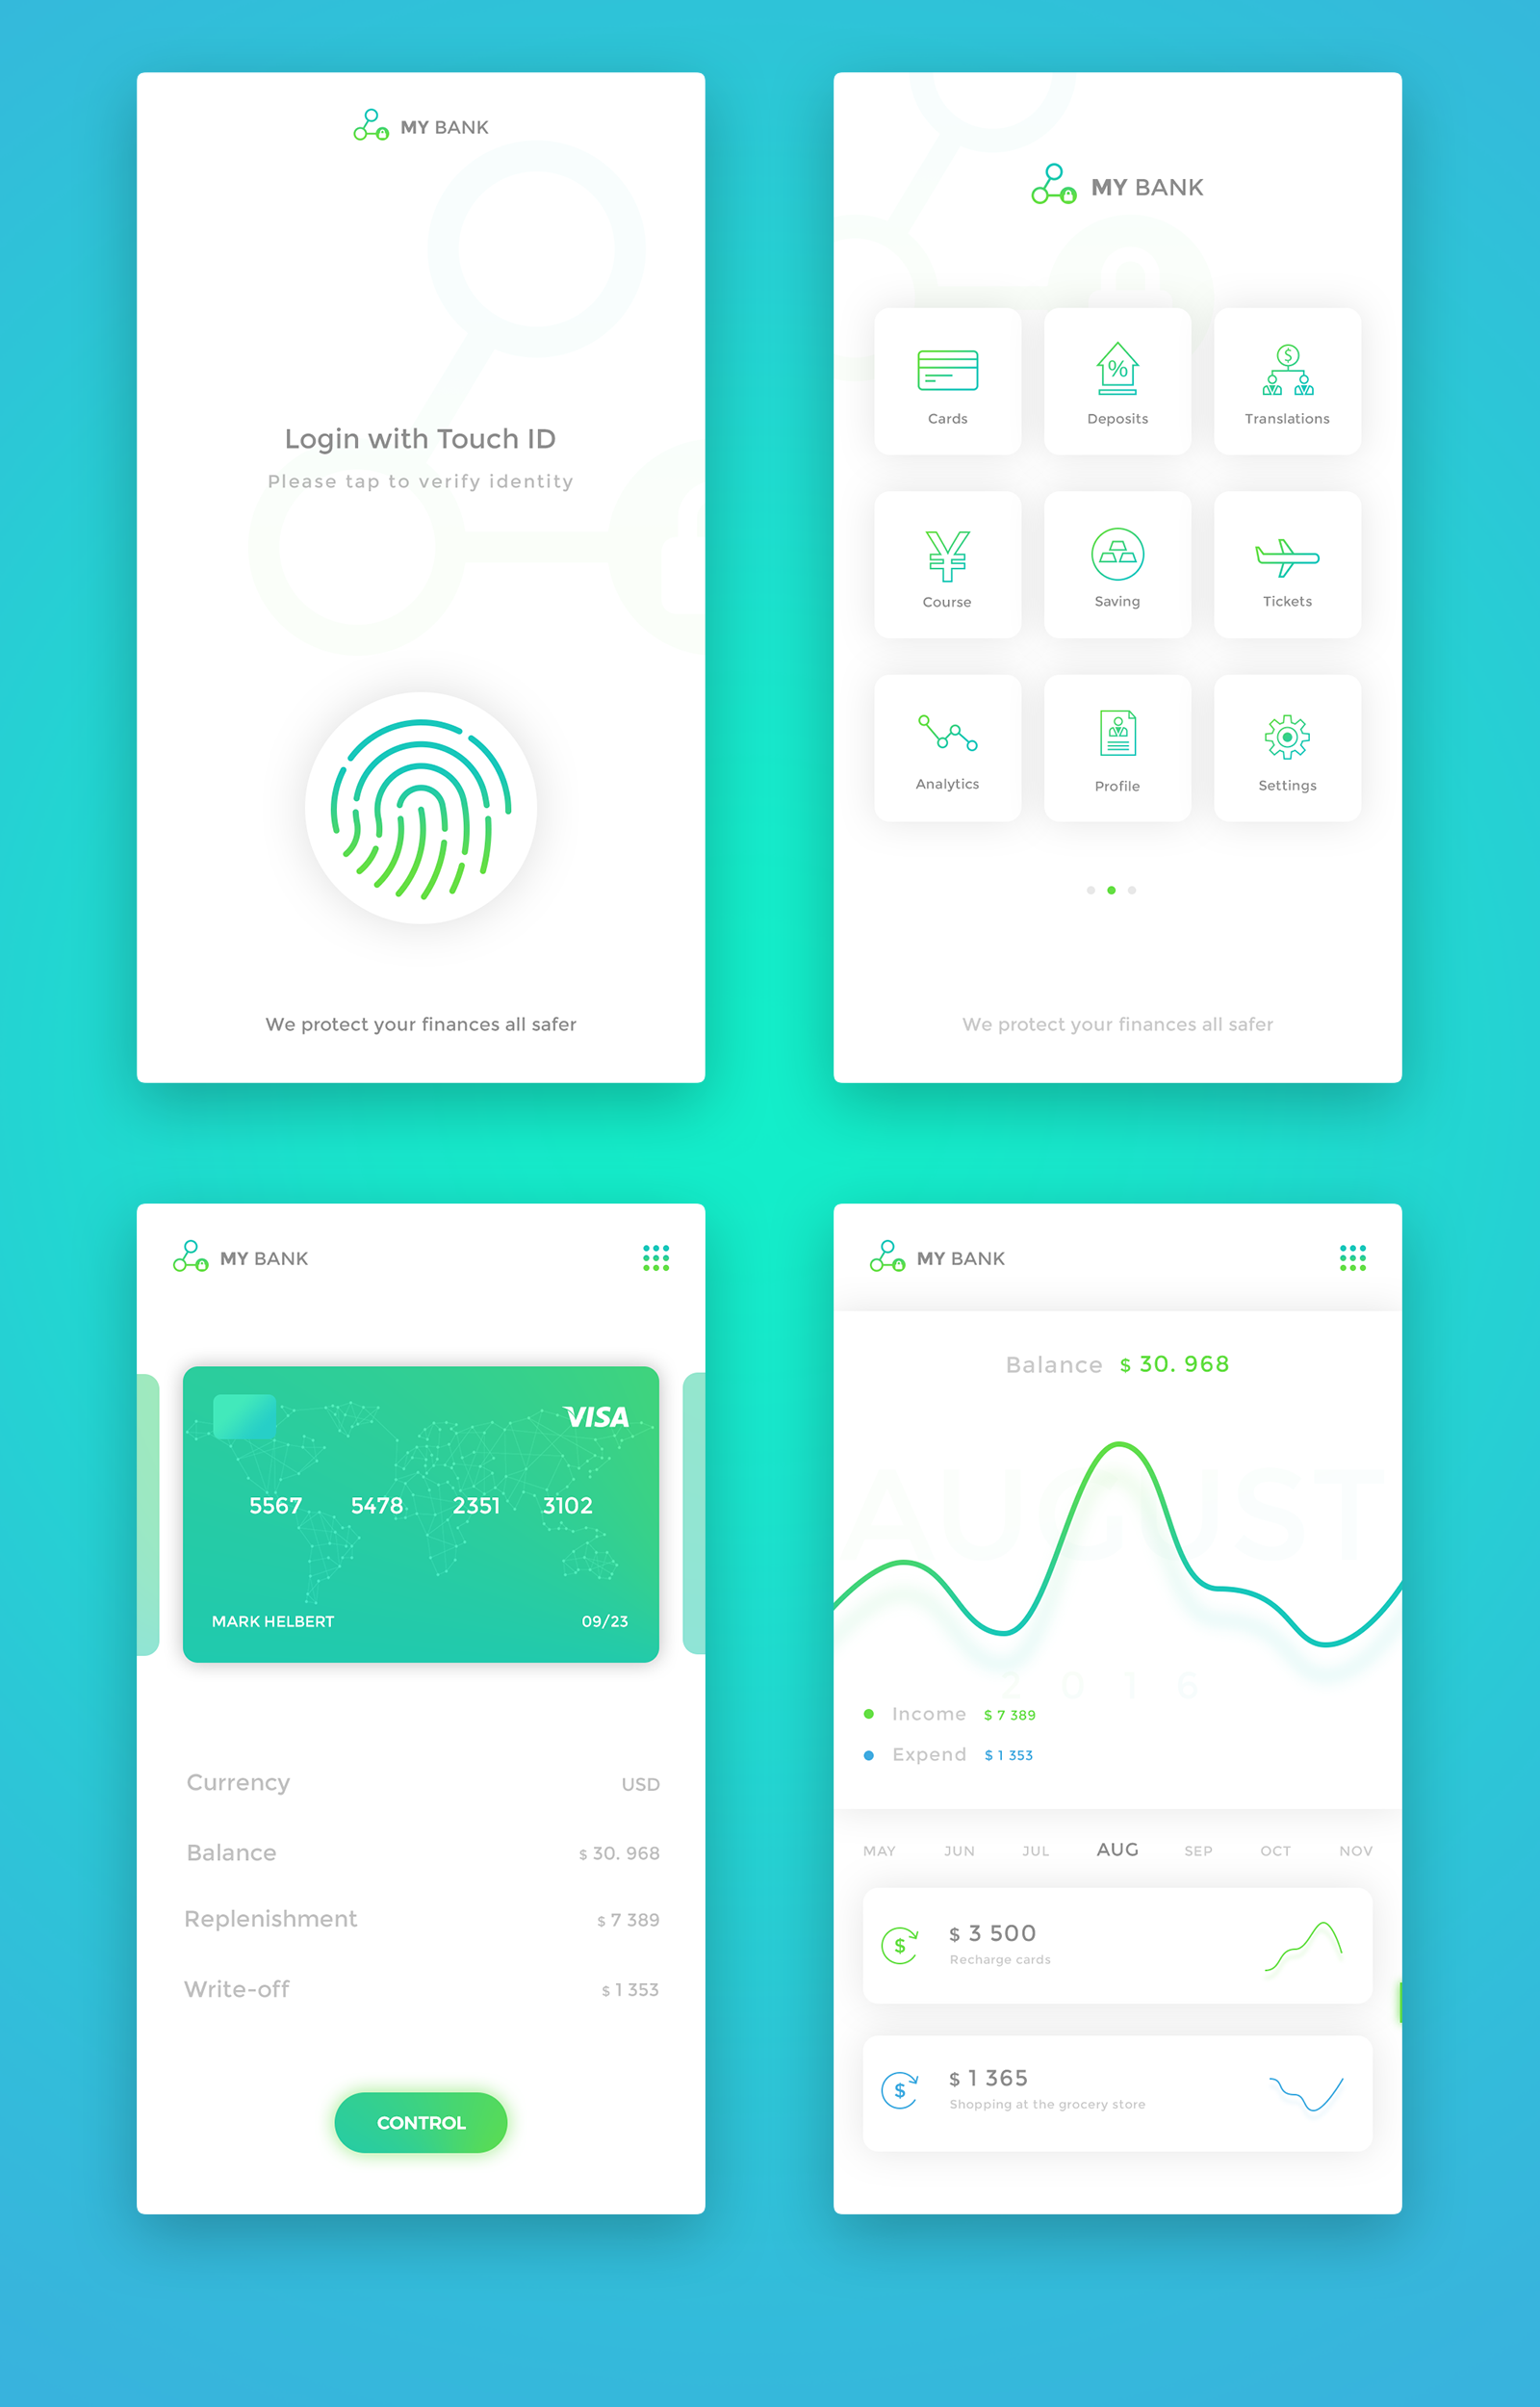 MY BANK
Login with Touch ID
Please tap to verify identity
We protect your finances all safer
MY BANK
%
$
Cards
Deposits
Translations
¥
Course
Saving
Tickets
Analytics
Profile
Settings
We protect your finances all safer
MY BANK
VISA
5567 5478 2351 3102
MARK HELBERT 09/23
Currency USD
Balance $ 30. 968
Replenishment $ 7 389
Write-off $ 1 353
CONTROL
MY BANK
Balance $ 30. 968
AUGUST
2 0 1 6
Income $ 7 389
Expend $ 1 353
MAY JUN JUL AUG SEP OCT NOV
$
$ 3 500
Recharge cards
$
$ 1 365
Shopping at the grocery store